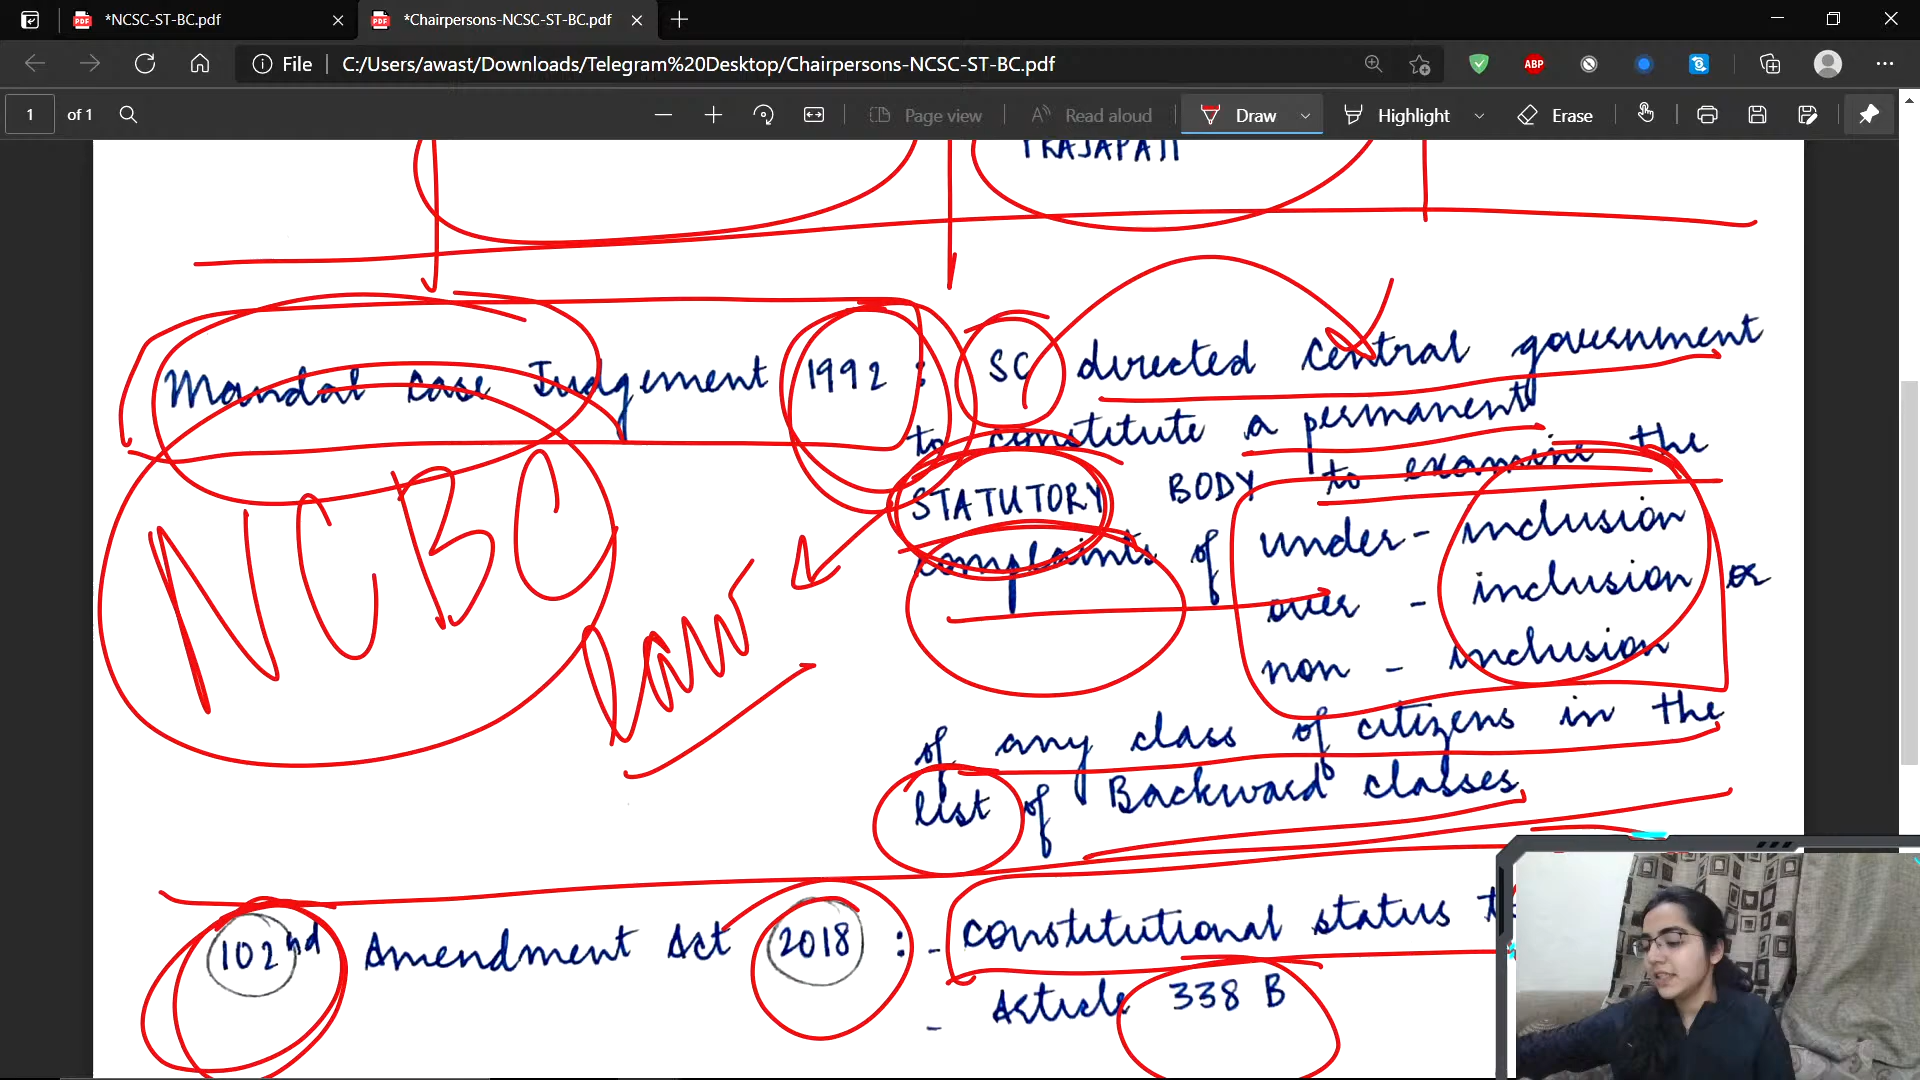 *NCSC-ST-BC.pdf
*Chairpersons-NCSC-ST-BC.pdf
File
C:/Users/awast/Downloads/Telegram%20Desktop/Chairpersons-NCSC-ST-BC.pdf
ABP
1 of 1
Page view
Read aloud
Draw
Highlight
Erase
PRAJAPATI
Mandal Case Judgement 1992 : SC directed central government
to constitute a permanent
STATUTORY BODY to examine the
complaints of under - inclusion
over - inclusion or
non - inclusion
of any class of citizens in the
list of Backward classes
NCBC
Law
102nd Amendment Act 2018 : - constitutional status
- Article 338 B